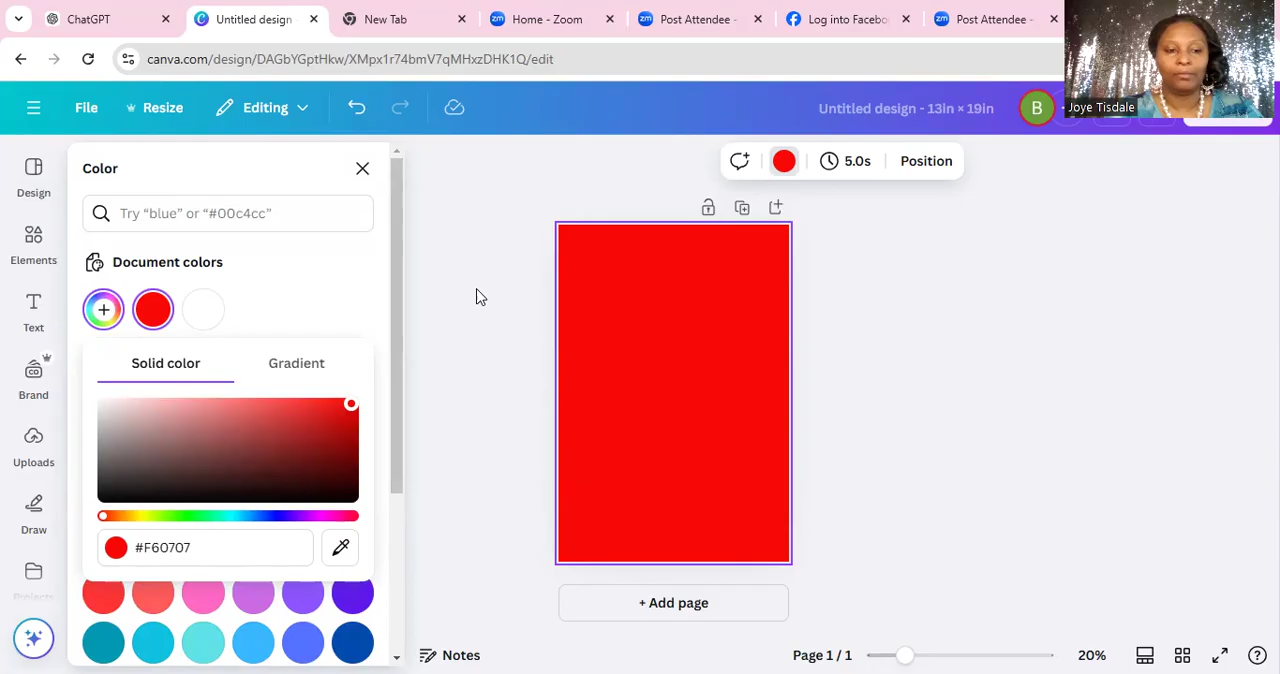 ChatGPT
Untitled design
New Tab
Home - Zoom
Post Attendee -
Log into Facebo
Post Attendee -
canva.com/design/DAGbYGptHkw/XMpx1r74bmV7qMHxzDHK1Q/edit
File
Resize
Editing
Untitled design - 13in × 19in
B
Joye Tisdale
Design
Elements
Text
Brand
Uploads
Draw
Projects
Color
Try “blue” or “#00c4cc”
Document colors
Solid color
Gradient
#F60707
5.0s
Position
+ Add page
Notes
Page 1 / 1
20%